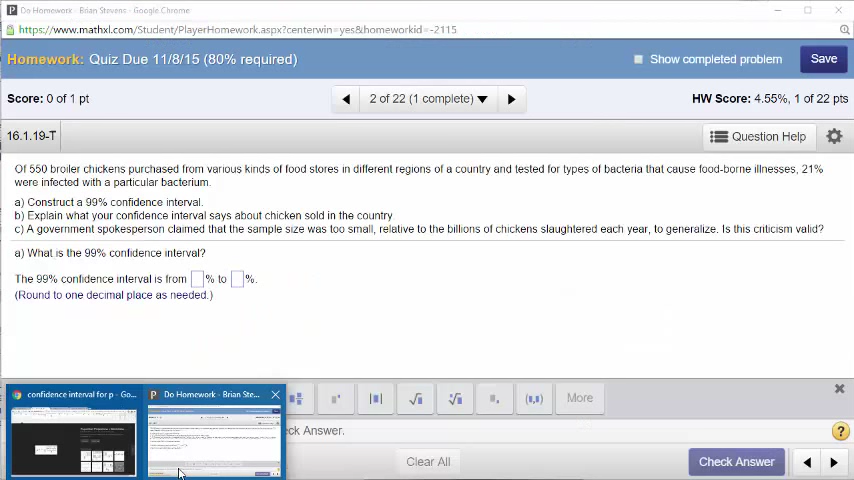 Do Homework - Brian Stevens - Google Chrome
https://www.mathxl.com/Student/PlayerHomework.aspx?centerwin=yes&homeworkid=-2115
Homework: Quiz Due 11/8/15 (80% required)
Show completed problem
Save
Score: 0 of 1 pt
2 of 22 (1 complete)
HW Score: 4.55%, 1 of 22 pts
16.1.19-T
Question Help
Of 550 broiler chickens purchased from various kinds of food stores in different regions of a country and tested for types of bacteria that cause food-borne illnesses, 21%
were infected with a particular bacterium.
a) Construct a 99% confidence interval.
b) Explain what your confidence interval says about chicken sold in the country.
c) A government spokesperson claimed that the sample size was too small, relative to the billions of chickens slaughtered each year, to generalize. Is this criticism valid?
a) What is the 99% confidence interval?
The 99% confidence interval is from % to %.
(Round to one decimal place as needed.)
confidence interval for p - Go...
Do Homework - Brian Ste...
More
ck Answer.
Clear All
Check Answer
?